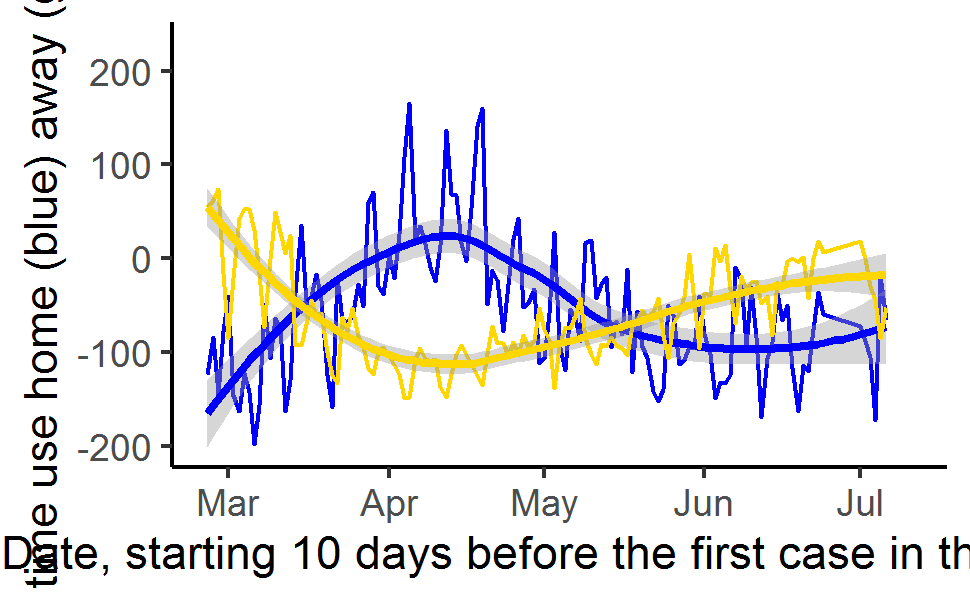 time use home (blue) away (
200
100
0
-100
-200
Mar Apr May Jun Jul
Date, starting 10 days before the first case in th